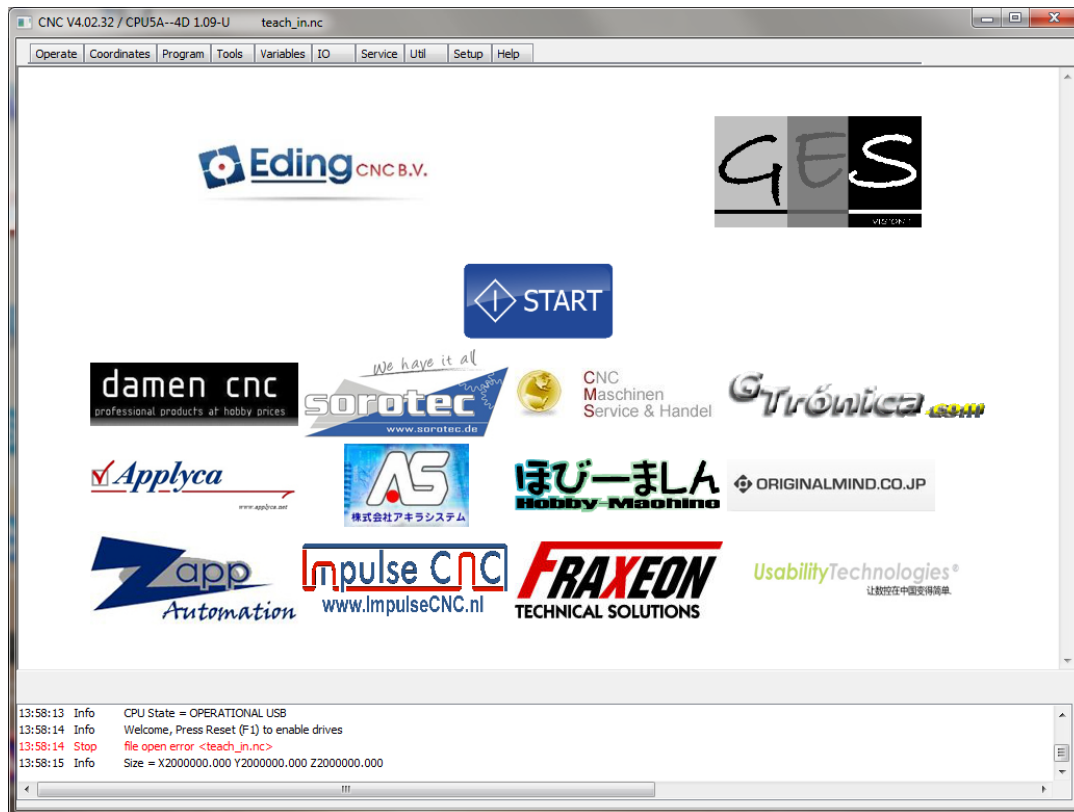 CNC V4.02.32 / CPU5A--4D 1.09-U teach_in.nc
Operate Coordinates Program Tools Variables IO Service Util Setup Help
Eding CNC B.V.
GES
VISION
START
We have it all
damen cnc
professional products at hobby prices
sorotec
www.sorotec.de
CNC
Maschinen
Service & Handel
GTrónica.com
Applyca
www.applyca.net
AS
株式会社アキラシステム
ほびーましん
Hobby-Maohino
ORIGINALMIND.CO.JP
Zapp
Automation
Impulse CNC
www.ImpulseCNC.nl
FRAXEON
TECHNICAL SOLUTIONS
UsabilityTechnologies®
让数控在中国变得简单.
13:58:13 Info CPU State = OPERATIONAL USB
13:58:14 Info Welcome, Press Reset (F1) to enable drives
13:58:14 Stop file open error <teach_in.nc>
13:58:15 Info Size = X2000000.000 Y2000000.000 Z2000000.000